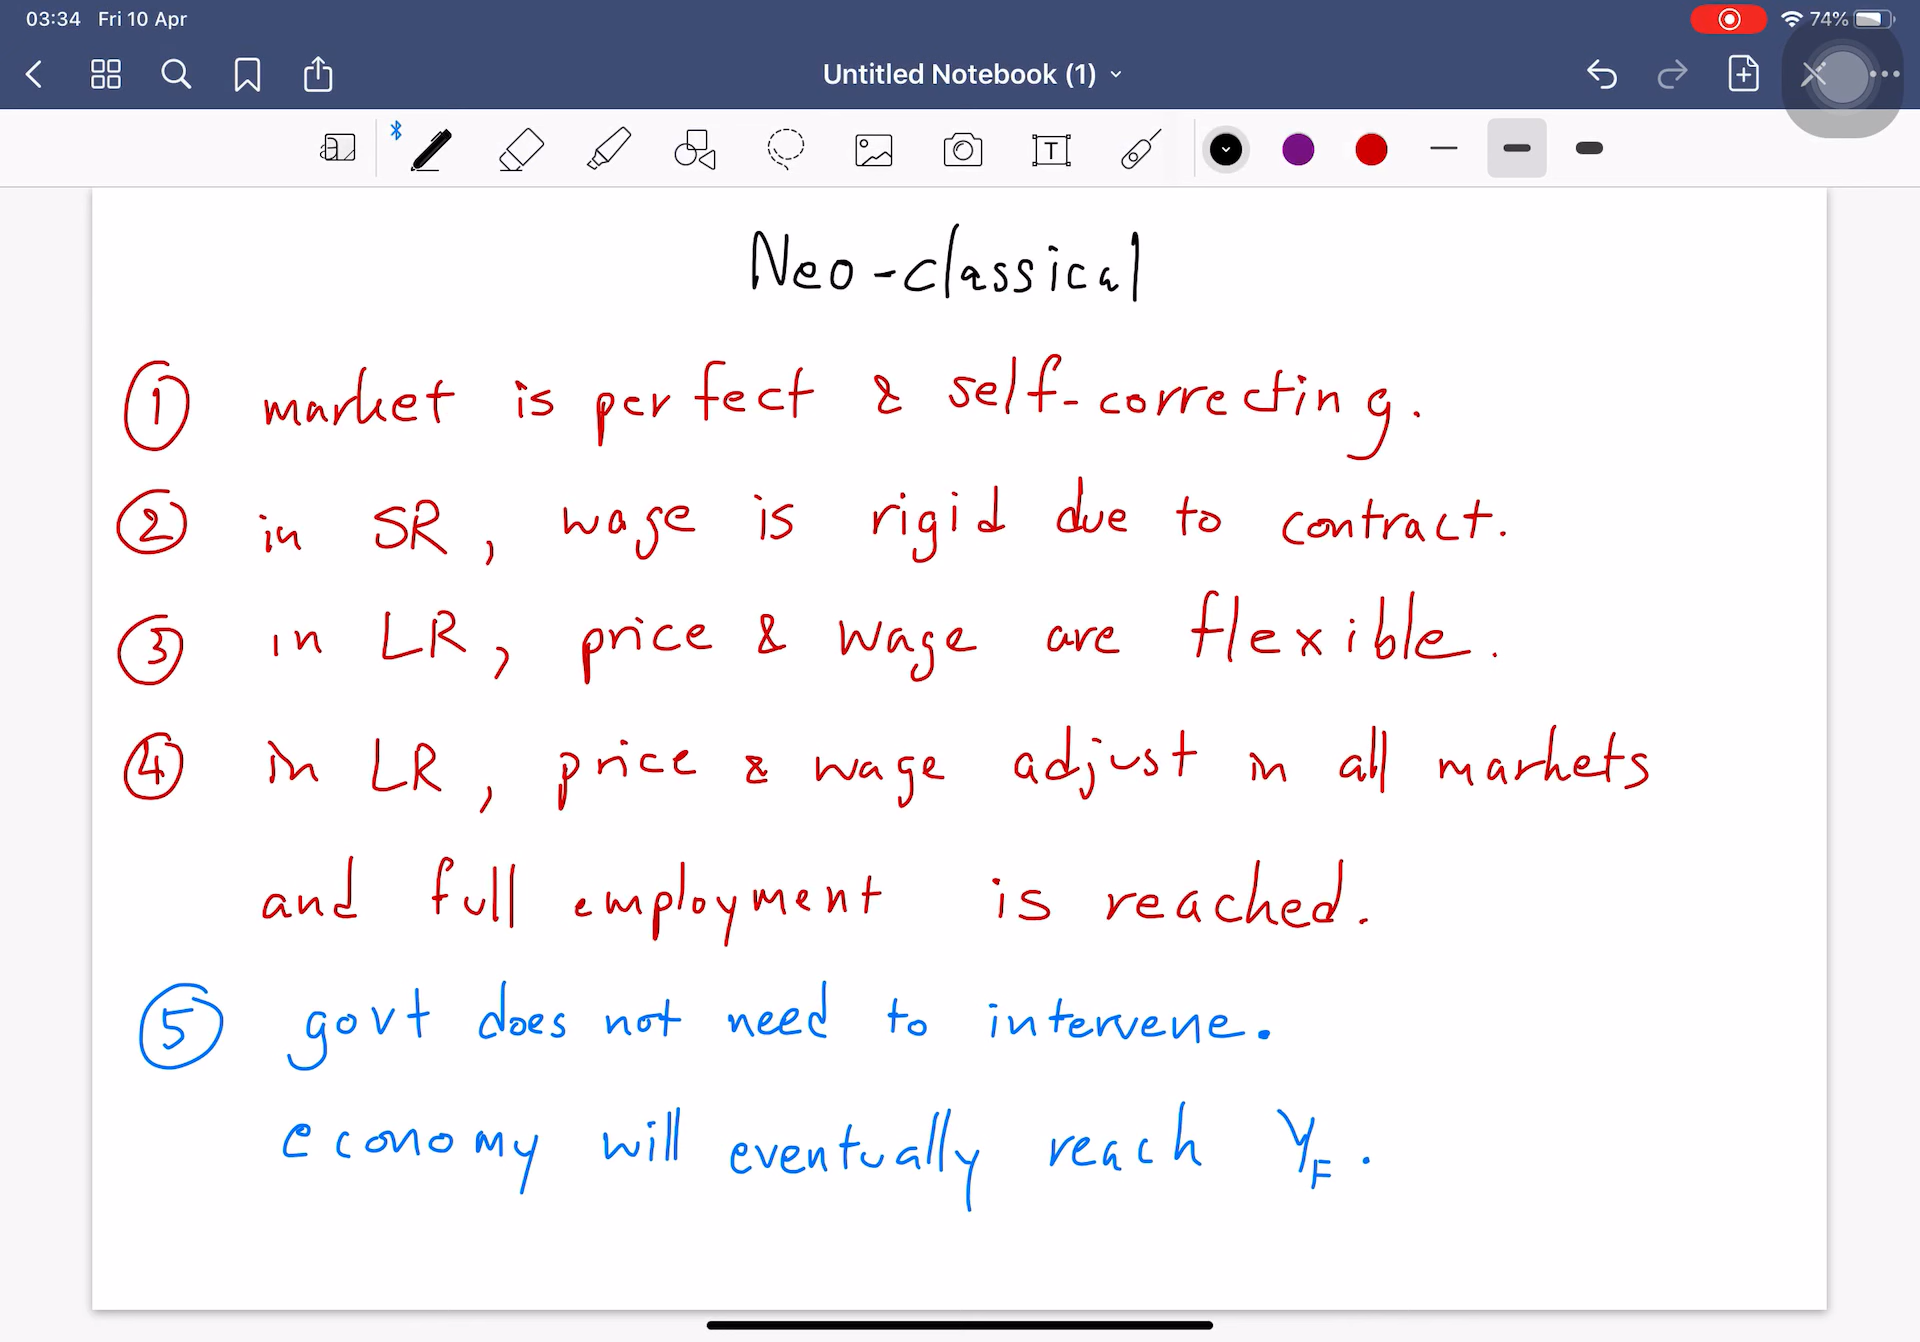 03:34 Fri 10 Apr 74%
Untitled Notebook (1)
Neo-classical
① market is perfect & self-correcting.
② in SR, wage is rigid due to contract.
③ in LR, price & wage are flexible.
④ in LR, price & wage adjust in all markets
and full employment is reached.
⑤ govt does not need to intervene.
economy will eventually reach Y_F.